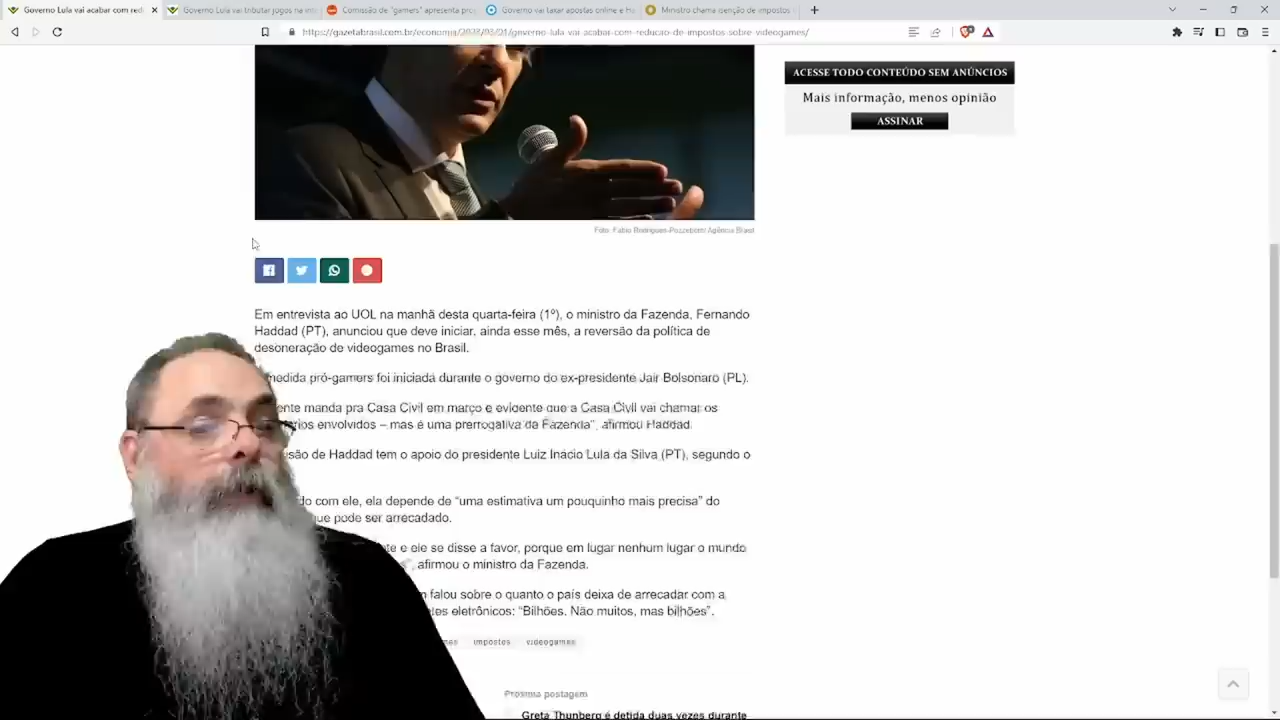 Governo Lula vai acabar com redu
Governo Lula vai tributar jogos na int
Comissão de "gamers" apresenta pro
Governo vai taxar apostas online e Ha
Ministro chama isenção de impostos
https://gazetabrasil.com.br/economia/2023/03/21/governo-lula-vai-acabar-com-reducao-de-impostos-sobre-videogames/
ACESSE TODO CONTEÚDO SEM ANÚNCIOS
Mais informação, menos opinião
ASSINAR
Foto: Fabio Rodrigues-Pozzebom/ Agência Brasil
Em entrevista ao UOL na manhã desta quarta-feira (1º), o ministro da Fazenda, Fernando
Haddad (PT), anunciou que deve iniciar, ainda esse mês, a reversão da política de
desoneração de videogames no Brasil.
medida pró-gamers foi iniciada durante o governo do ex-presidente Jair Bolsonaro (PL).
ente manda pra Casa Civil em março e evidente que a Casa Civil vai chamar os
rios envolvidos – mas é uma prerrogativa da Fazenda", afirmou Haddad.
são de Haddad tem o apoio do presidente Luiz Inácio Lula da Silva (PT), segundo o
do com ele, ela depende de "uma estimativa um pouquinho mais precisa" do
ue pode ser arrecadado.
te e ele se disse a favor, porque em lugar nenhum lugar o mundo
", afirmou o ministro da Fazenda.
falou sobre o quanto o país deixa de arrecadar com a
tes eletrônicos: "Bilhões. Não muitos, mas bilhões".
mes impostos videogames
Próxima postagem
Greta Thunberg é detida duas vezes durante